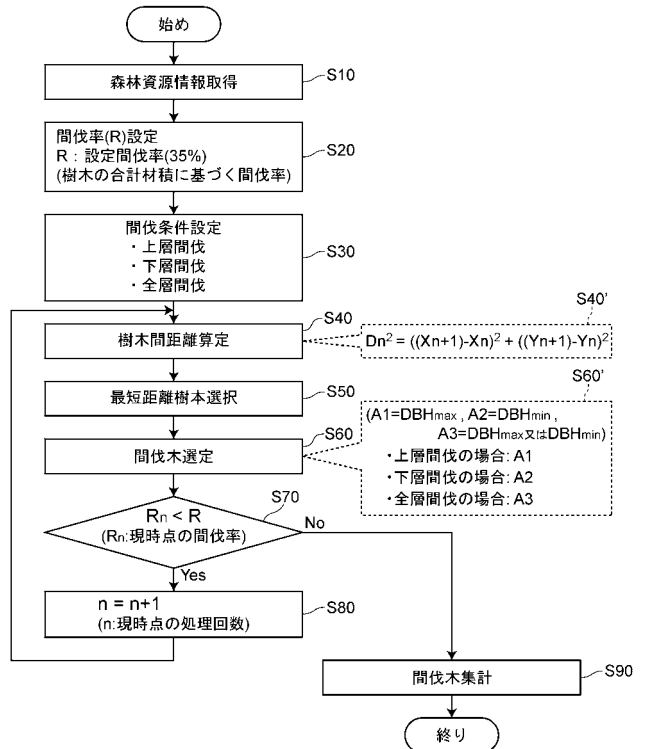 始め
森林資源情報取得
S10
間伐率(R)設定
R：設定間伐率(35%)
(樹木の合計材積に基づく間伐率)
S20
間伐条件設定
・上層間伐
・下層間伐
・全層間伐
S30
樹木間距離算定
S40
S40’
Dn² = ((Xn+1)-Xn)² + ((Yn+1)-Yn)²
最短距離樹本選択
S50
間伐木選定
S60
S60’
(A1=DBHmax , A2=DBHmin ,
A3=DBHmax又はDBHmin)
・上層間伐の場合: A1
・下層間伐の場合: A2
・全層間伐の場合: A3
S70
Rn < R
(Rn:現時点の間伐率)
No
Yes
n = n+1
(n:現時点の処理回数)
S80
間伐木集計
S90
終り